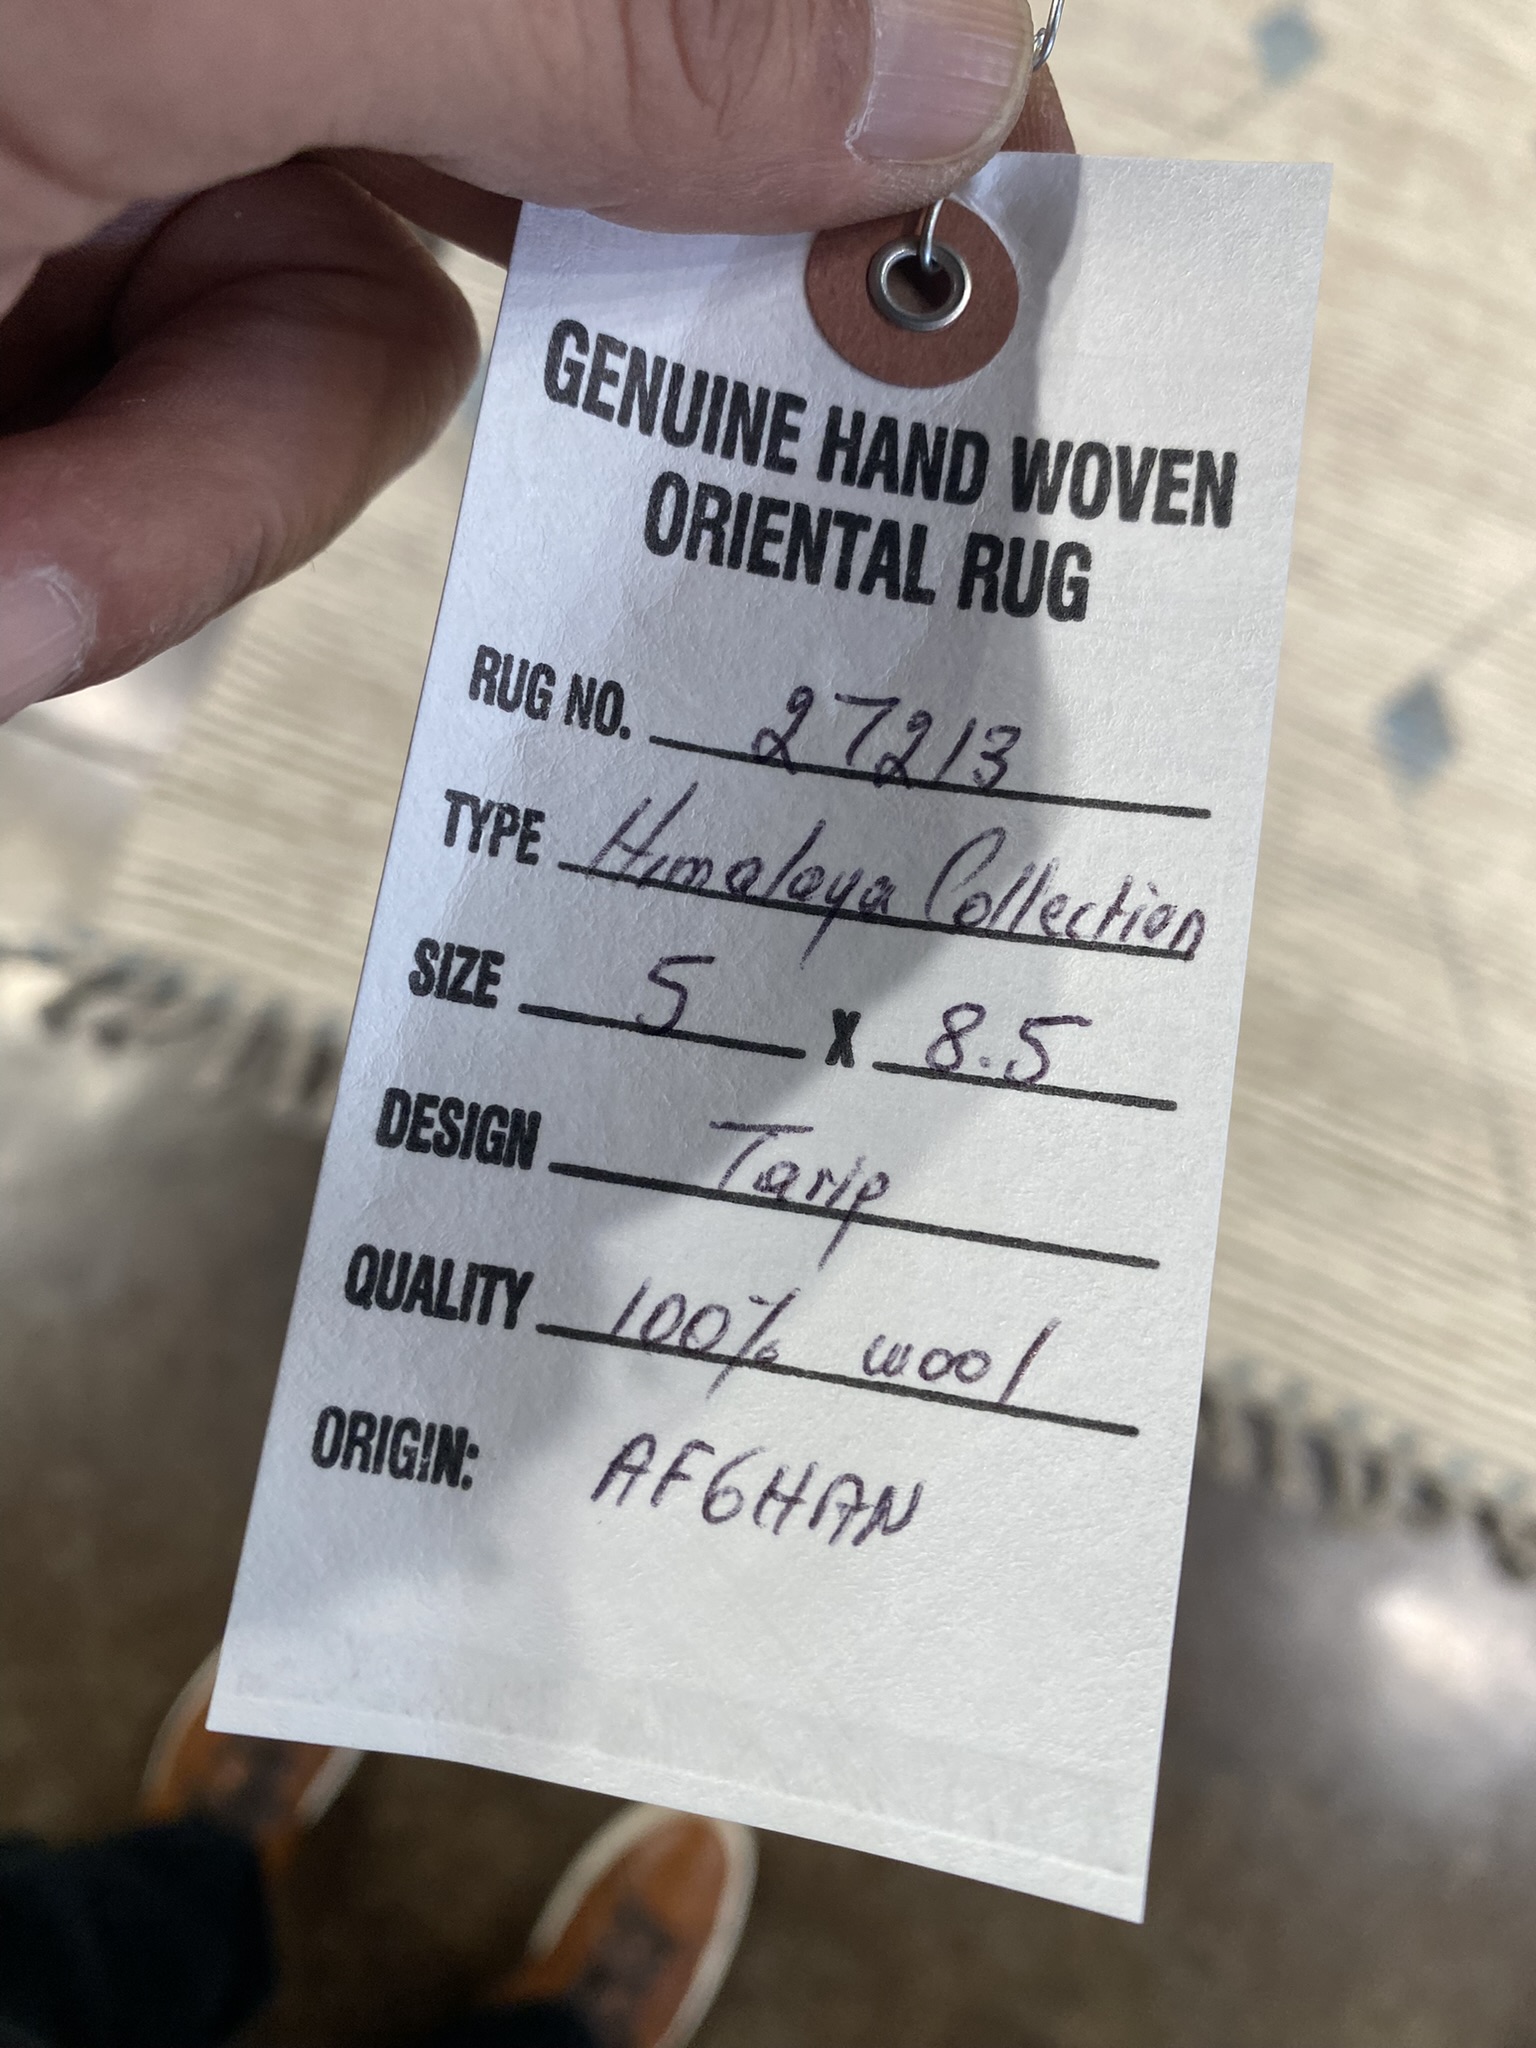 GENUINE HAND WOVEN
ORIENTAL RUG
RUG NO. 27213
TYPE Himalaya Collection
SIZE 5 X 8.5
DESIGN Tarip
QUALITY 100% wool
ORIGIN: AFGHAN